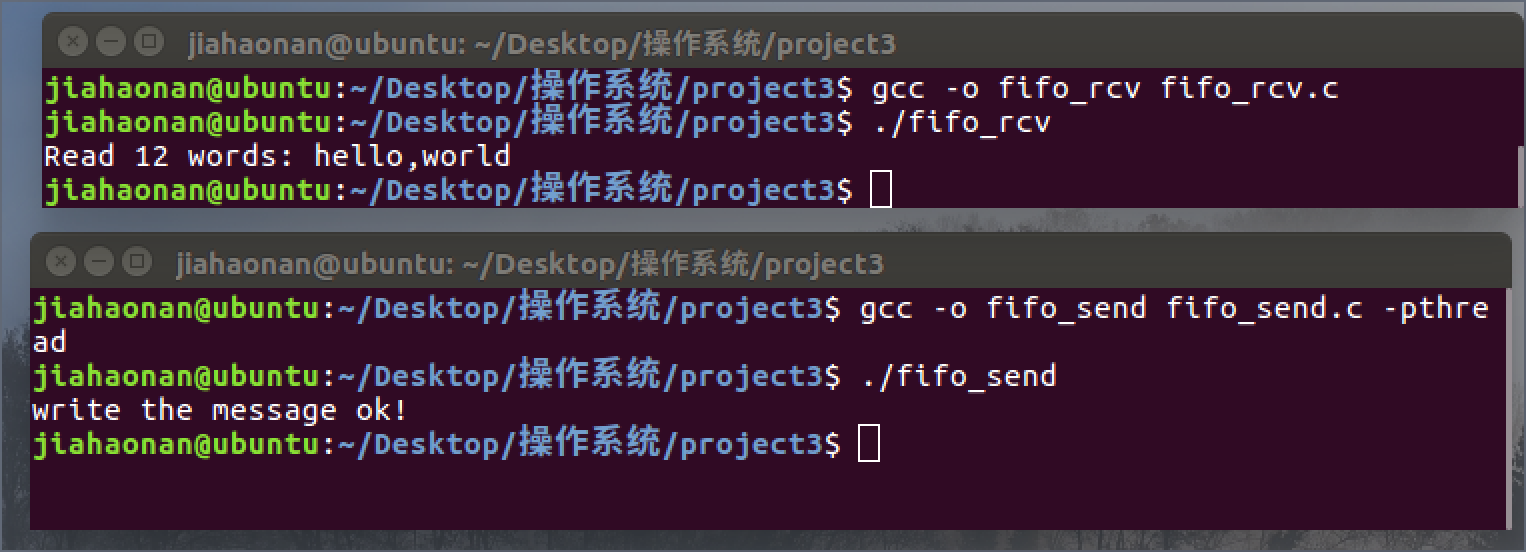 jiahaonan@ubuntu: ~/Desktop/操作系统/project3
jiahaonan@ubuntu:~/Desktop/操作系统/project3$ gcc -o fifo_rcv fifo_rcv.c
jiahaonan@ubuntu:~/Desktop/操作系统/project3$ ./fifo_rcv
Read 12 words: hello,world
jiahaonan@ubuntu:~/Desktop/操作系统/project3$
jiahaonan@ubuntu: ~/Desktop/操作系统/project3
jiahaonan@ubuntu:~/Desktop/操作系统/project3$ gcc -o fifo_send fifo_send.c -pthre
ad
jiahaonan@ubuntu:~/Desktop/操作系统/project3$ ./fifo_send
write the message ok!
jiahaonan@ubuntu:~/Desktop/操作系统/project3$